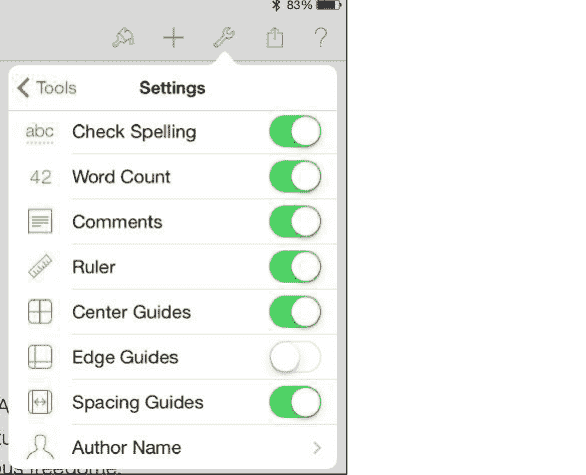 83%
?
Tools Settings
abc Check Spelling
42 Word Count
Comments
Ruler
Center Guides
Edge Guides
Spacing Guides
Author Name
freedome.